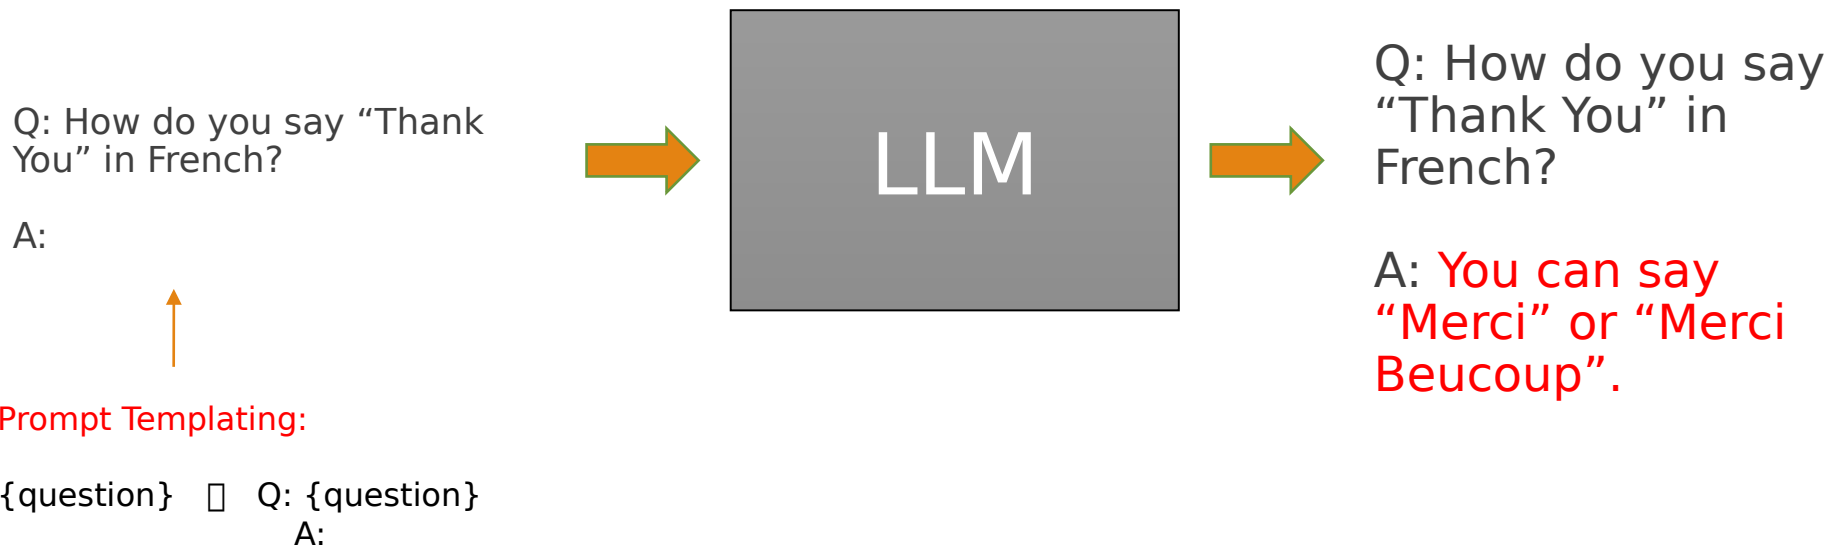 Q: How do you say “Thank
You” in French?
A:
Prompt Templating:
{question} ▯ Q: {question}
A:
LLM
Q: How do you say
“Thank You” in
French?
A: You can say
“Merci” or “Merci
Beucoup”.